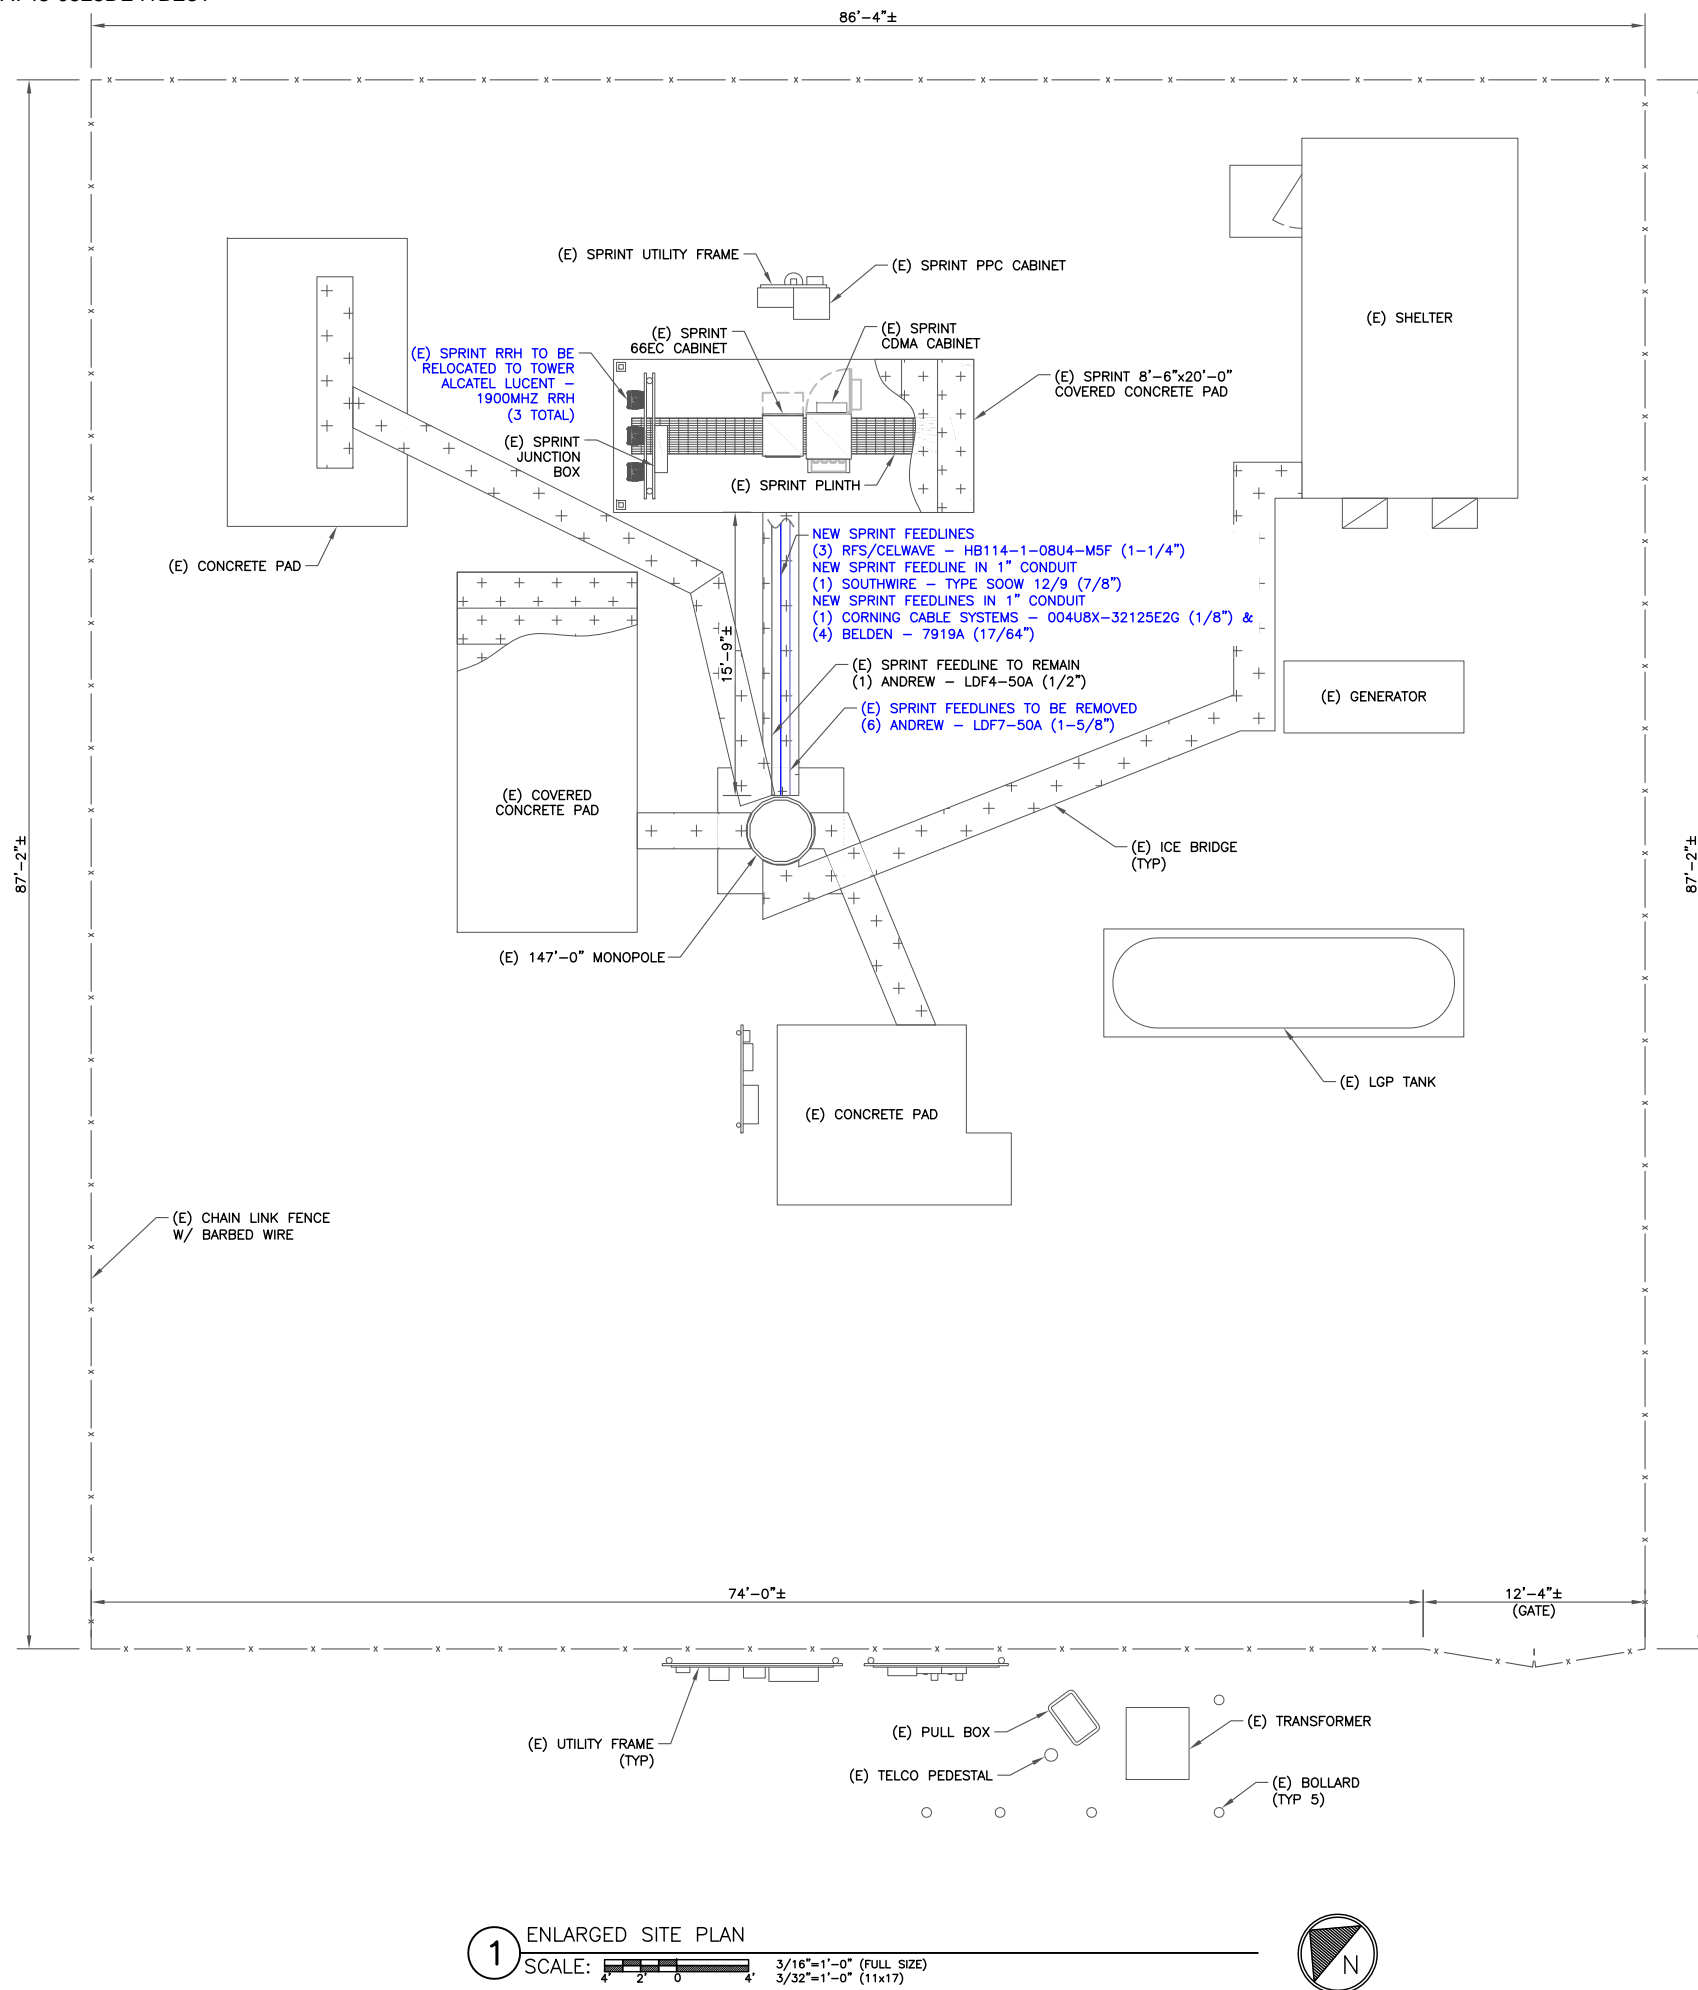 86'-4"±
(E) SPRINT UTILITY FRAME
(E) SPRINT PPC CABINET
(E) SHELTER
(E) SPRINT
66EC CABINET
(E) SPRINT
CDMA CABINET
(E) SPRINT RRH TO BE
RELOCATED TO TOWER
ALCATEL LUCENT –
1900MHZ RRH
(3 TOTAL)
(E) SPRINT 8'-6"x20'-0"
COVERED CONCRETE PAD
(E) SPRINT
JUNCTION
BOX
(E) SPRINT PLINTH
(E) CONCRETE PAD
NEW SPRINT FEEDLINES
(3) RFS/CELWAVE – HB114-1-08U4-M5F (1-1/4")
NEW SPRINT FEEDLINE IN 1" CONDUIT
(1) SOUTHWIRE – TYPE SOOW 12/9 (7/8")
NEW SPRINT FEEDLINES IN 1" CONDUIT
(1) CORNING CABLE SYSTEMS – 004U8X-32125E2G (1/8") &
(4) BELDEN – 7919A (17/64")
15'-9"±
(E) SPRINT FEEDLINE TO REMAIN
(1) ANDREW – LDF4-50A (1/2")
(E) SPRINT FEEDLINES TO BE REMOVED
(6) ANDREW – LDF7-50A (1-5/8")
(E) GENERATOR
(E) COVERED
CONCRETE PAD
87'-2"±
87'-2"±
(E) ICE BRIDGE
(TYP)
(E) 147'-0" MONOPOLE
(E) LGP TANK
(E) CONCRETE PAD
(E) CHAIN LINK FENCE
W/ BARBED WIRE
74'-0"±
12'-4"±
(GATE)
(E) UTILITY FRAME
(TYP)
(E) PULL BOX
(E) TRANSFORMER
(E) TELCO PEDESTAL
(E) BOLLARD
(TYP 5)
1 ENLARGED SITE PLAN
SCALE:
4' 2' 0 4'
3/16"=1'-0" (FULL SIZE)
3/32"=1'-0" (11x17)
N